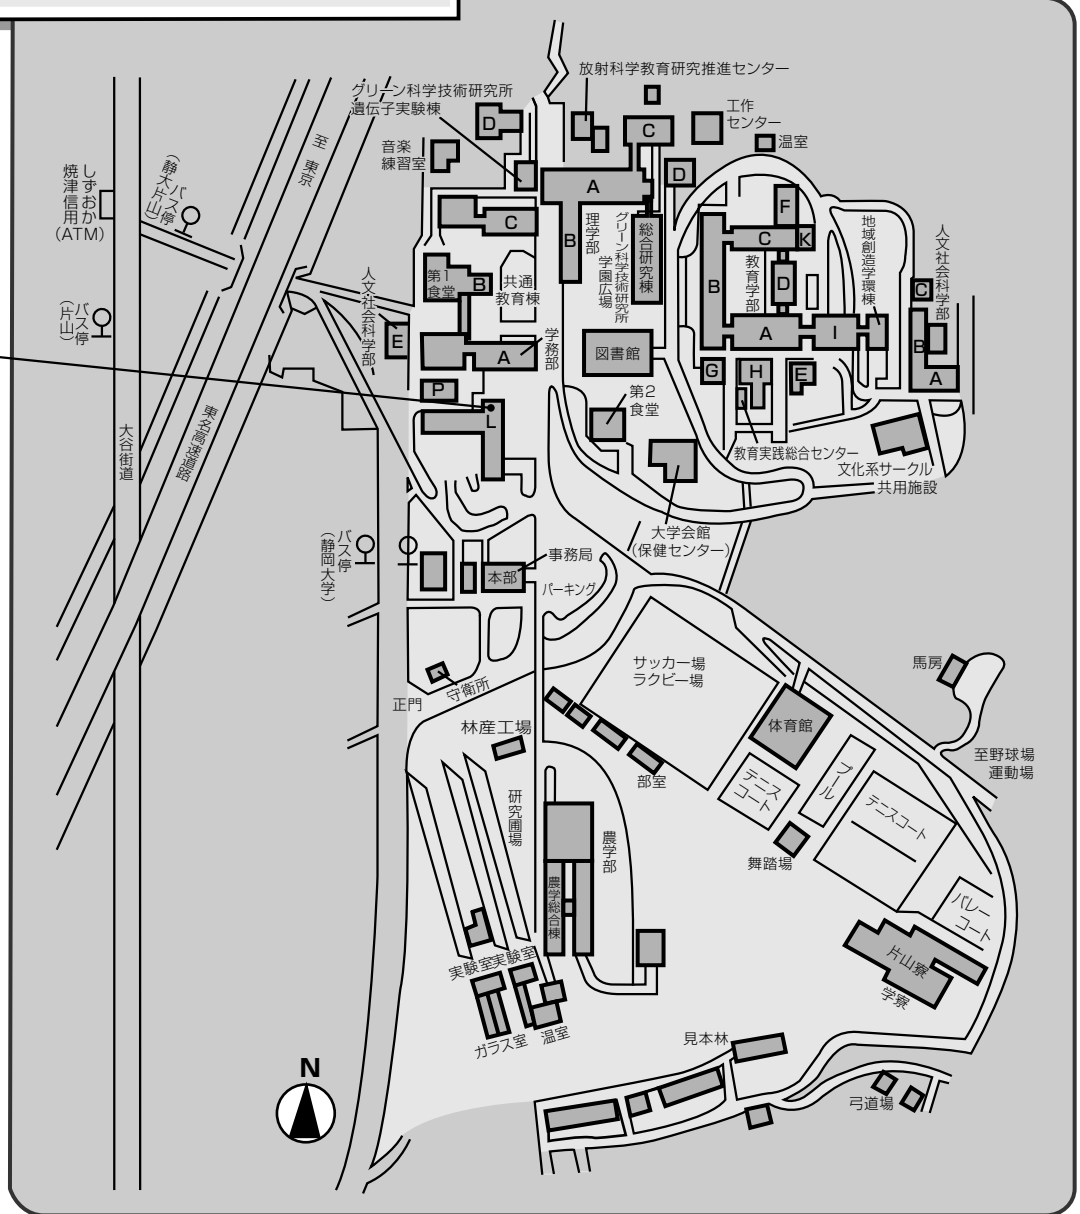 放射科学教育研究推進センター
グリーン科学技術研究所
遺伝子実験棟
工作
センター
温室
音楽
練習室
D
C
D
A
C
B
理学部
グリーン科学技術研究所
学園広場
総合研究棟
F
C
K
B
教育学部
D
地域創造学環棟
人文社会科学部
C
B
A
A
I
G
H
E
しずおか
焼津信用
(ATM)
バス停
(静大片山)
至 東京
バス停
(片山)
人文社会科学部
E
第1
食堂
B
共通
教育棟
A
学務部
図書館
P
L
第2
食堂
教育実践総合センター
文化系サークル
共用施設
大学会館
(保健センター)
大谷街道
東名高速道路
バス停
(静岡大学)
事務局
本部
パーキング
守衛所
正門
サッカー場
ラクビー場
体育館
馬房
至野球場
運動場
林産工場
部室
テニス
コート
プール
テニスコート
舞踏場
バレー
コート
研究圃場
農学部
農学総合棟
片山寮
学寮
実験室
実験室
ガラス室
温室
見本林
弓道場
N